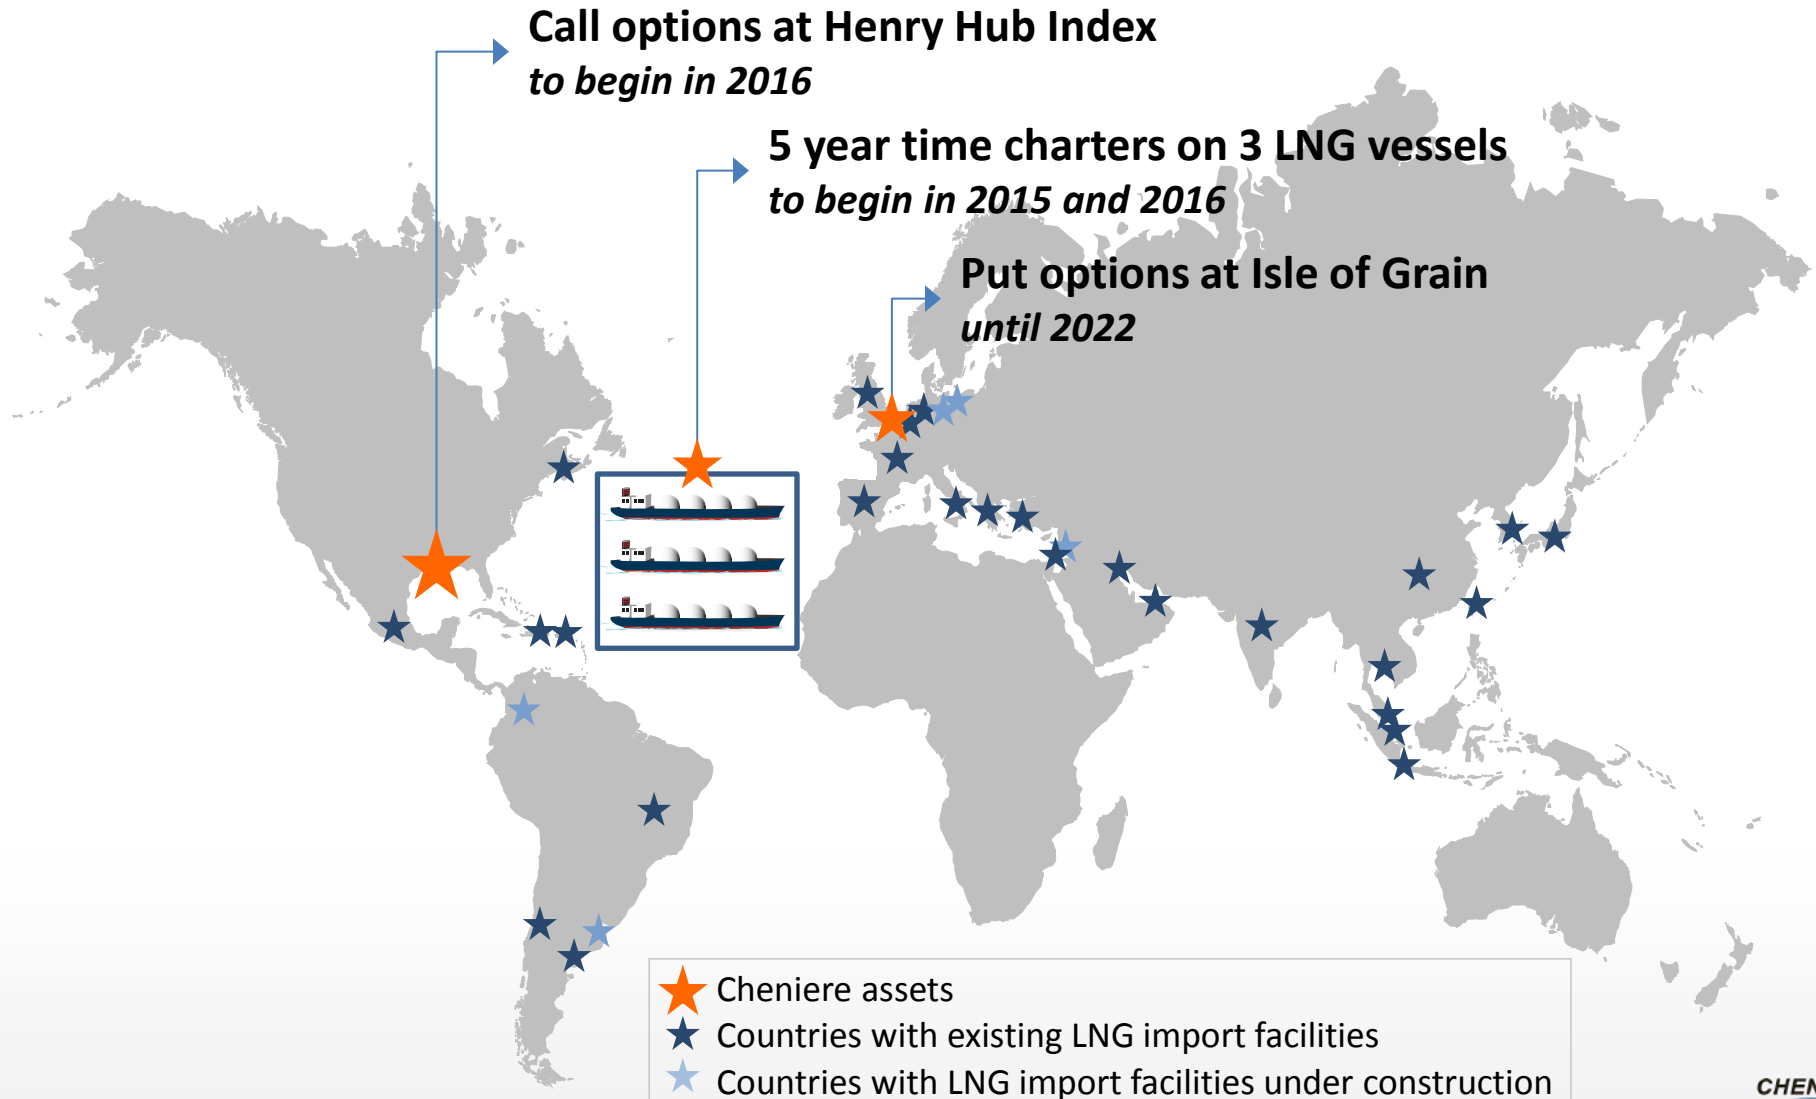 Call options at Henry Hub Index
to begin in 2016
5 year time charters on 3 LNG vessels
to begin in 2015 and 2016
Put options at Isle of Grain
until 2022
Cheniere assets
Countries with existing LNG import facilities
Countries with LNG import facilities under construction